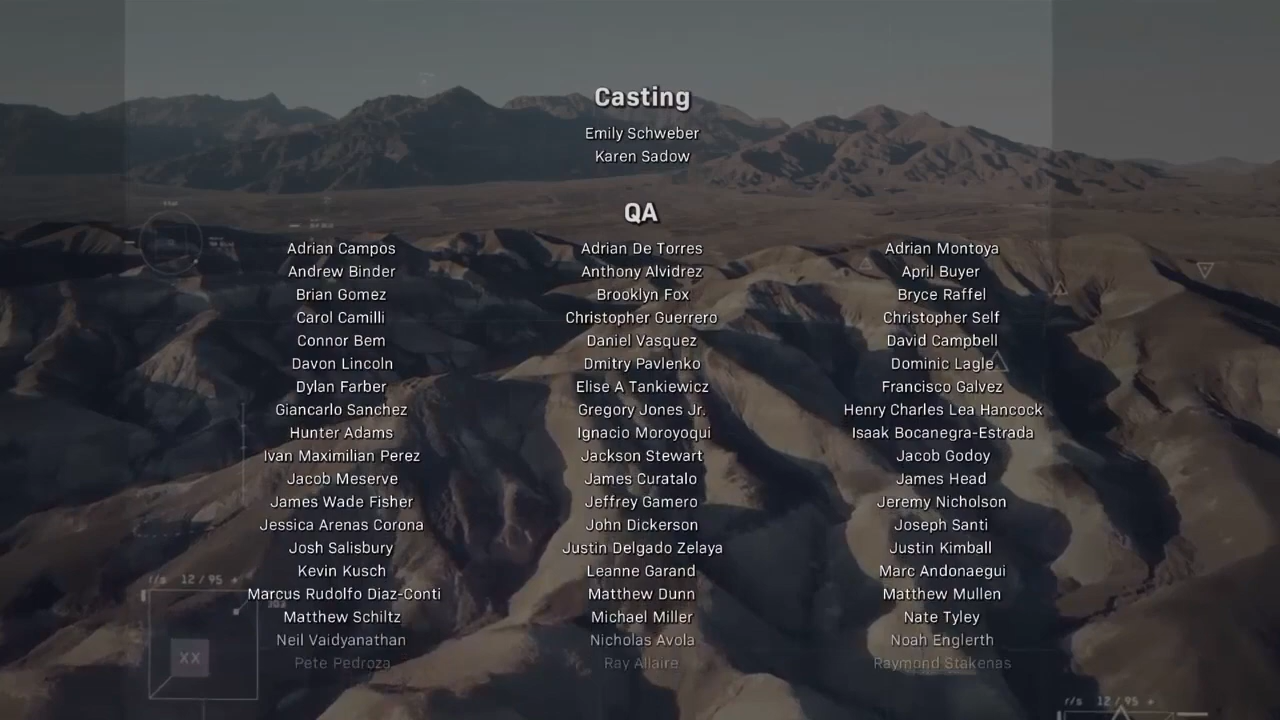 Casting
Emily Schweber
Karen Sadow
QA
Adrian Campos Adrian De Torres Adrian Montoya
Andrew Binder Anthony Alvidrez April Buyer
Brian Gomez Brooklyn Fox Bryce Raffel
Carol Camilli Christopher Guerrero Christopher Self
Connor Bem Daniel Vasquez David Campbell
Davon Lincoln Dmitry Pavlenko Dominic Lagle
Dylan Farber Elise A Tankiewicz Francisco Galvez
Giancarlo Sanchez Gregory Jones Jr. Henry Charles Lea Hancock
Hunter Adams Ignacio Moroyoqui Isaak Bocanegra-Estrada
Ivan Maximilian Perez Jackson Stewart Jacob Godoy
Jacob Meserve James Curatalo James Head
James Wade Fisher Jeffrey Gamero Jeremy Nicholson
Jessica Arenas Corona John Dickerson Joseph Santi
Josh Salisbury Justin Delgado Zelaya Justin Kimball
Kevin Kusch Leanne Garand Marc Andonaegui
r/s 12/95 +
Marcus Rudolfo Diaz-Conti Matthew Dunn Matthew Mullen
Matthew Schiltz Michael Miller Nate Tyley
Neil Vaidyanathan Nicholas Avola Noah Englerth
XX
Pete Pedroza Ray Allaire Raymond Stakenas
r/s 12/95 +